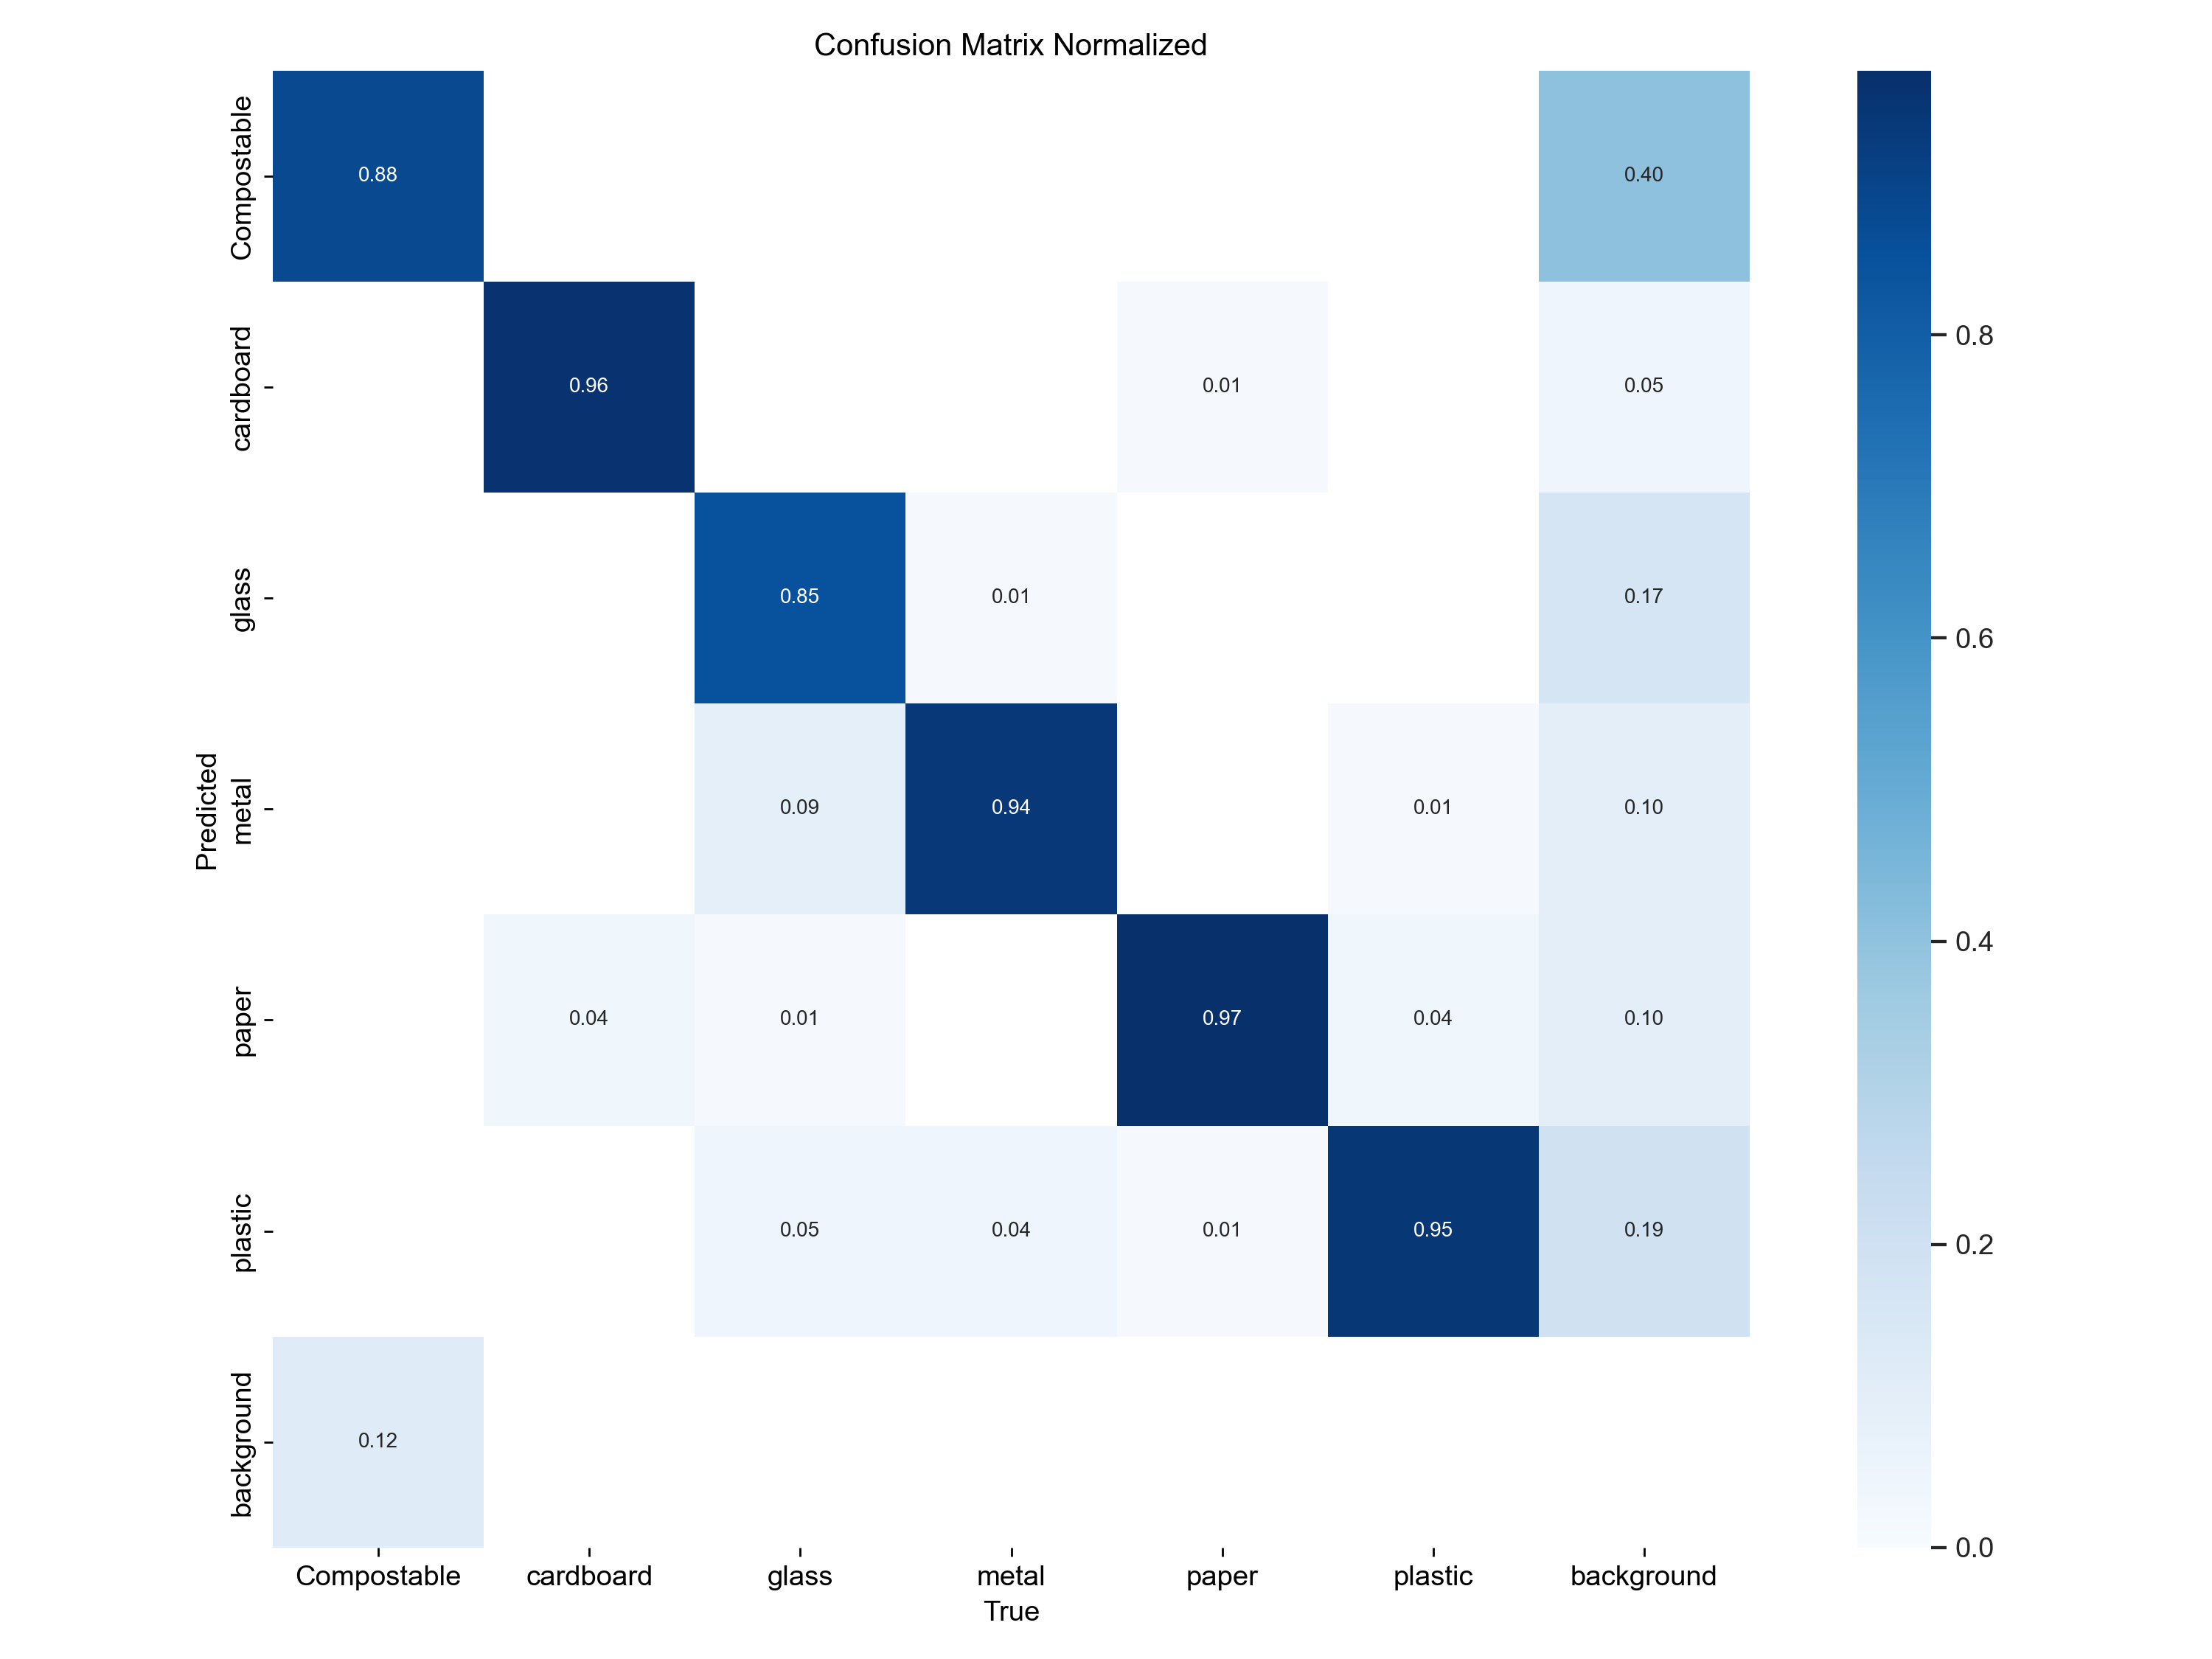 Confusion Matrix Normalized
Predicted
Compostable 0.88 0.40
cardboard 0.96 0.01 0.05
glass 0.85 0.01 0.17
metal 0.09 0.94 0.01 0.10
paper 0.04 0.01 0.97 0.04 0.10
plastic 0.05 0.04 0.01 0.95 0.19
background 0.12
Compostable cardboard glass metal paper plastic background
True
0.8
0.6
0.4
0.2
0.0